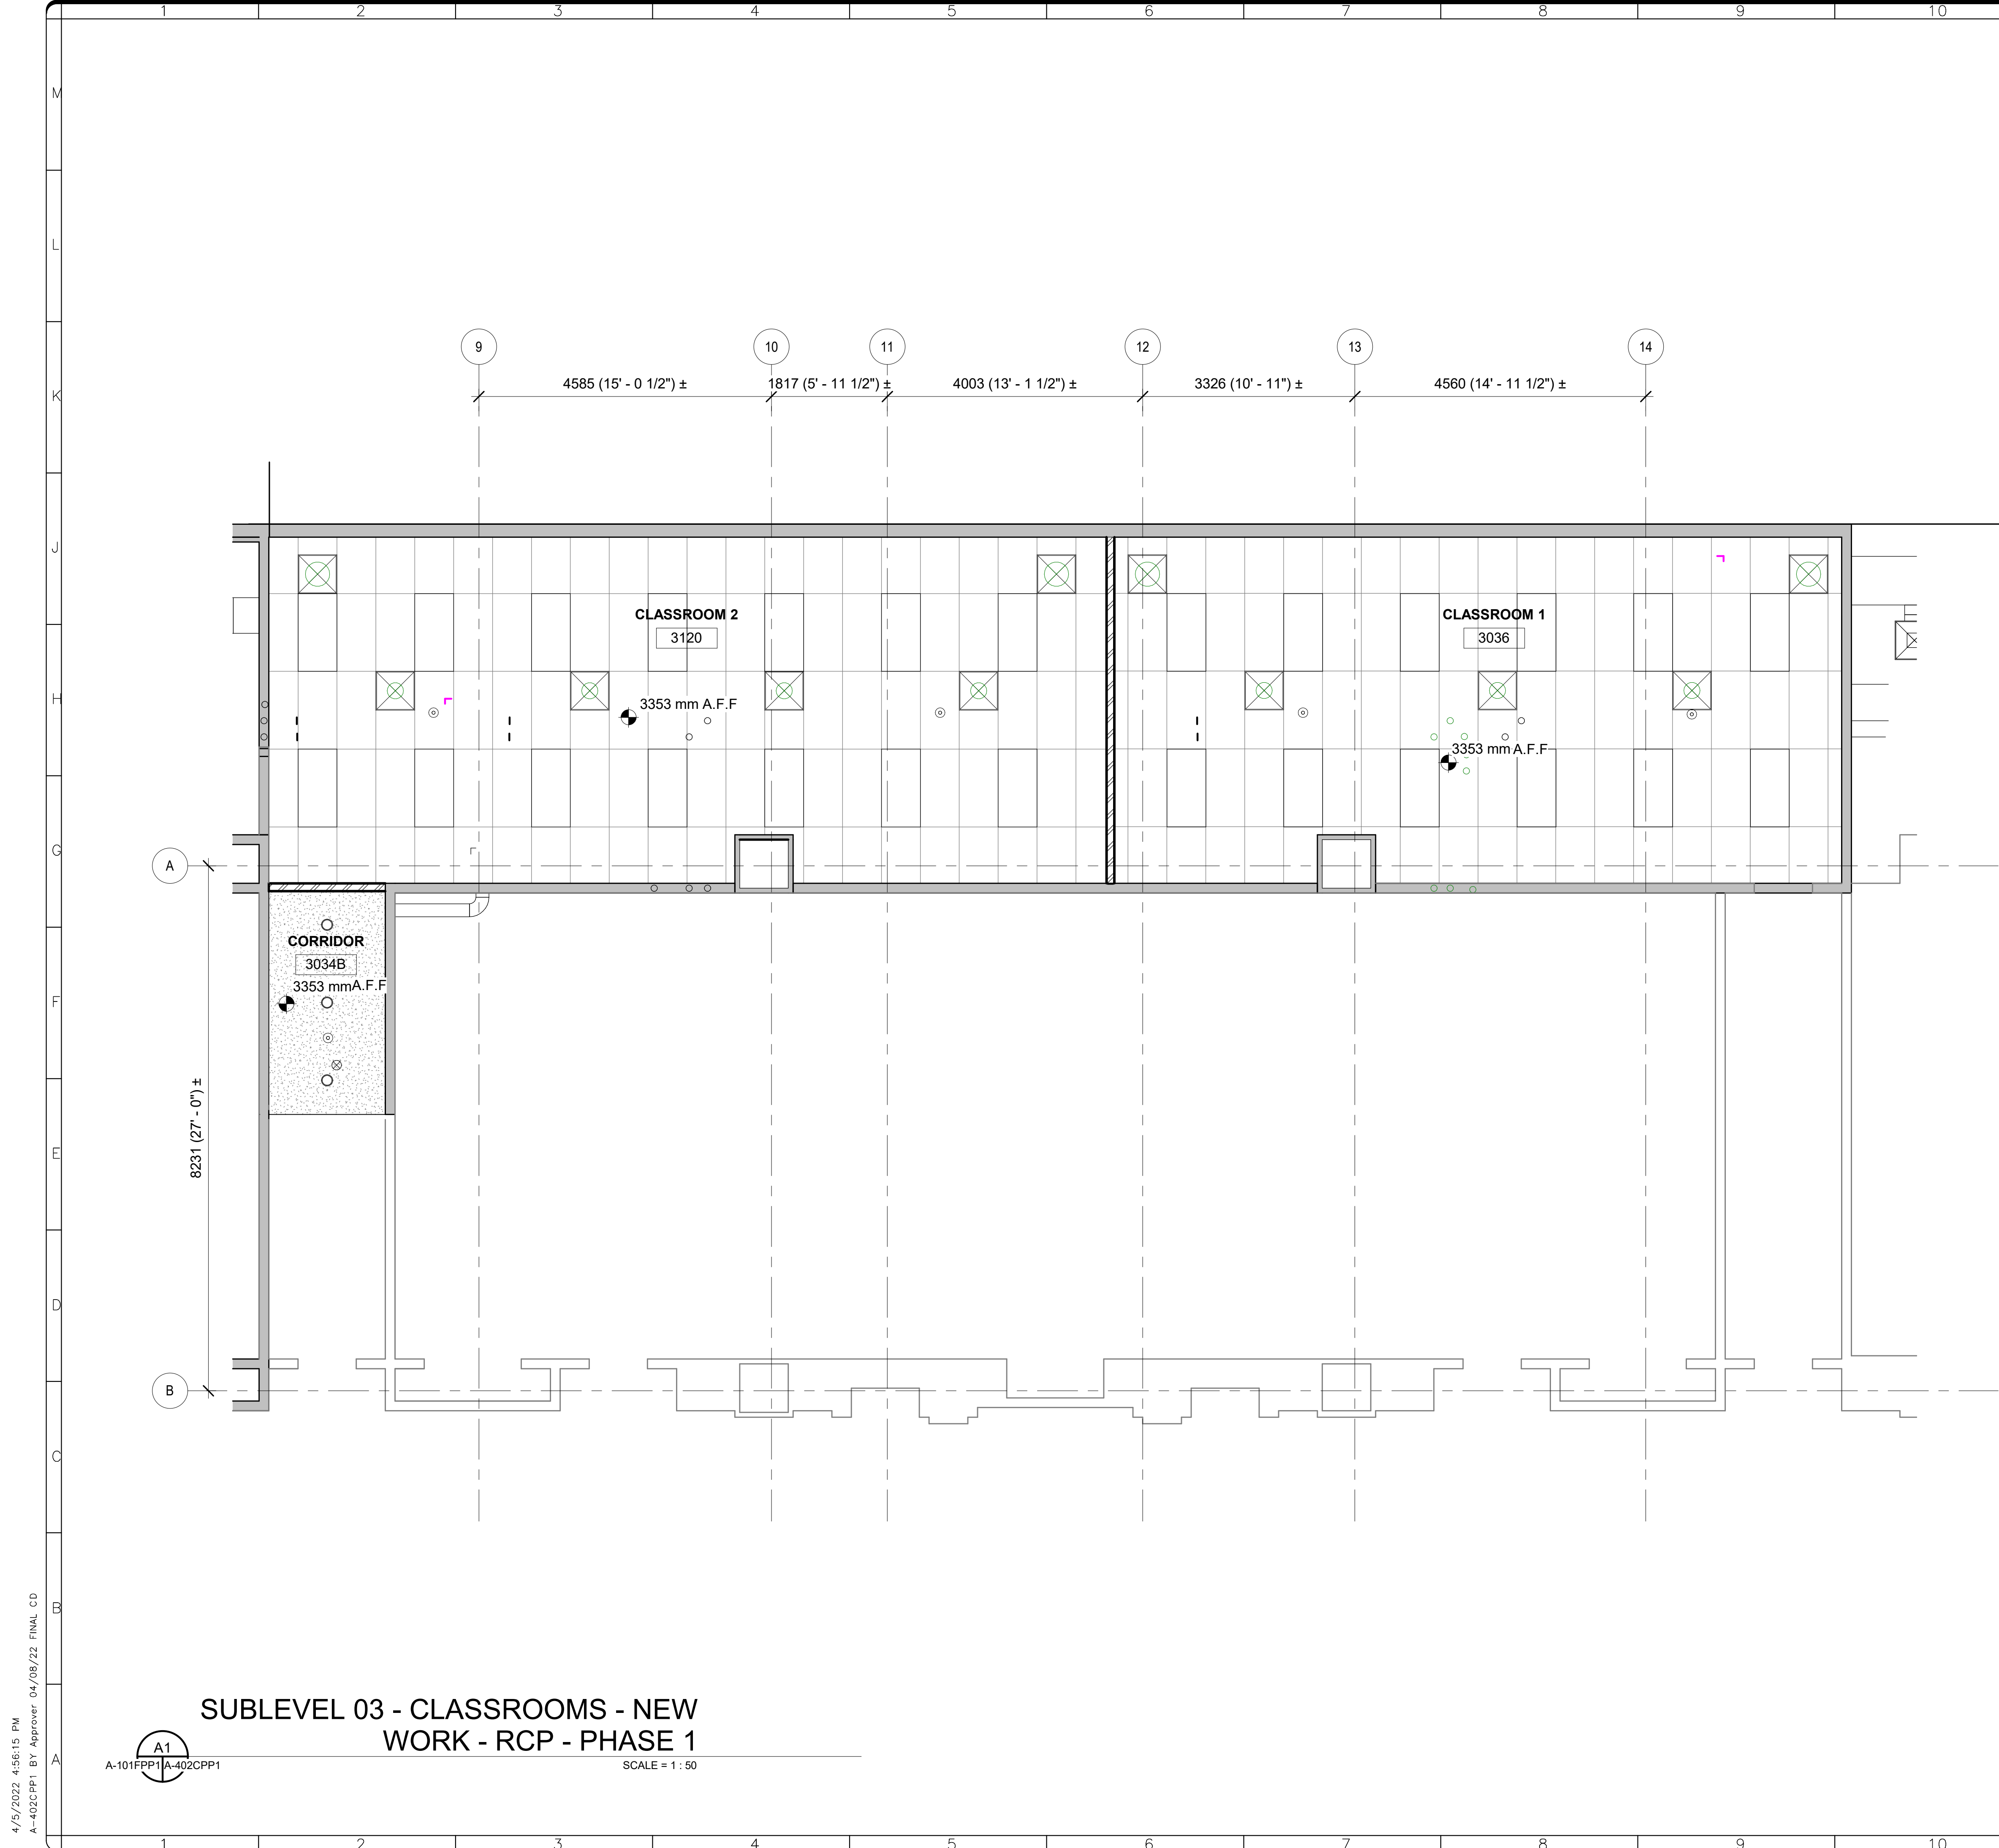 1 2 3 4 5 6 7 8 9 10
M
L
K
J
H
G
F
E
D
C
B
A
9 10 11 12 13 14
4585 (15' - 0 1/2") ± 1817 (5' - 11 1/2") ± 4003 (13' - 1 1/2") ± 3326 (10' - 11") ± 4560 (14' - 11 1/2") ±
CLASSROOM 2
3120
3353 mm A.F.F
CLASSROOM 1
3036
3353 mm A.F.F
A
CORRIDOR
3034B
3353 mm A.F.F
8231 (27' - 0") ±
B
SUBLEVEL 03 - CLASSROOMS - NEW
WORK - RCP - PHASE 1
A1
A-101FPP1 A-402CPP1
SCALE = 1 : 50
4/5/2022 4:56:15 PM
A-402CPP1 BY Approver 04/08/22 FINAL CD
1 2 3 4 5 6 7 8 9 10